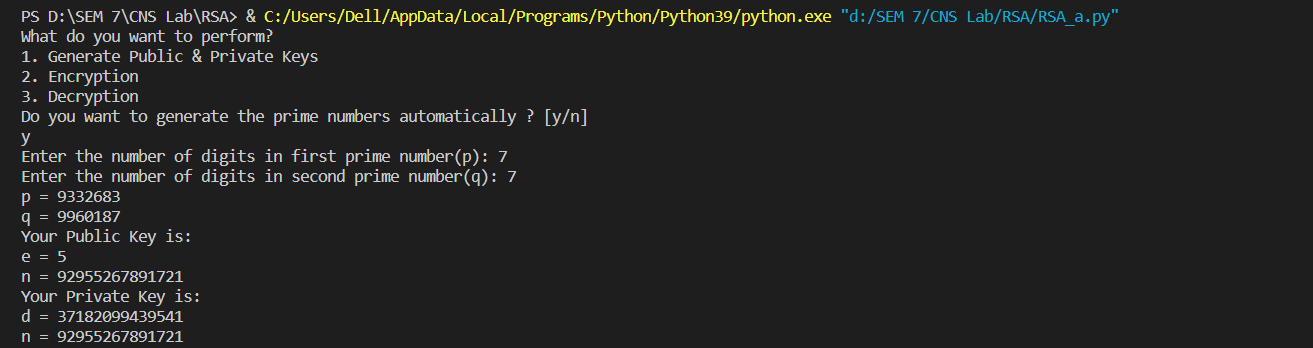 PS D:\SEM 7\CNS Lab\RSA> & C:/Users/Dell/AppData/Local/Programs/Python/Python39/python.exe "d:/SEM 7/CNS Lab/RSA/RSA_a.py"
What do you want to perform?
1. Generate Public & Private Keys
2. Encryption
3. Decryption
Do you want to generate the prime numbers automatically ? [y/n]
y
Enter the number of digits in first prime number(p): 7
Enter the number of digits in second prime number(q): 7
p = 9332683
q = 9960187
Your Public Key is:
e = 5
n = 92955267891721
Your Private Key is:
d = 37182099439541
n = 92955267891721